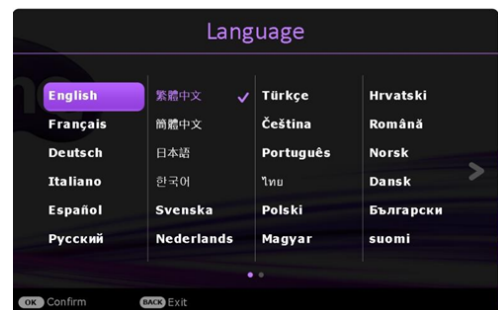 Language
English
Français
Deutsch
Italiano
Español
Русский
繁體中文
簡體中文
日本語
한국어
Svenska
Nederlands
Türkçe
Čeština
Português
ไทย
Polski
Magyar
Hrvatski
Română
Norsk
Dansk
Български
suomi
OK Confirm
BACK Exit